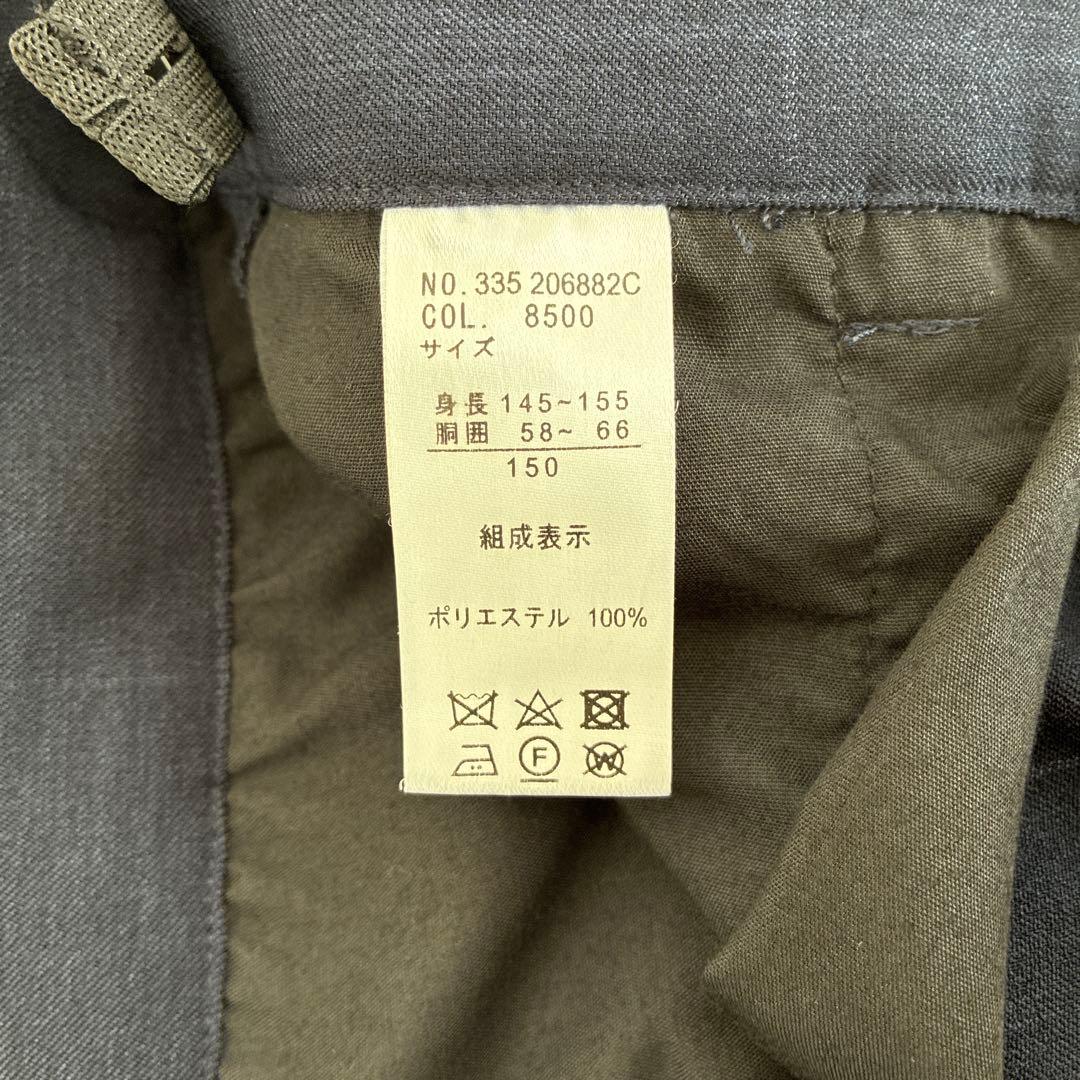 NO. 335 206882C
COL. 8500
サイズ
身長 145~155
胴囲 58~ 66
150
組成表示
ポリエステル 100%
F W